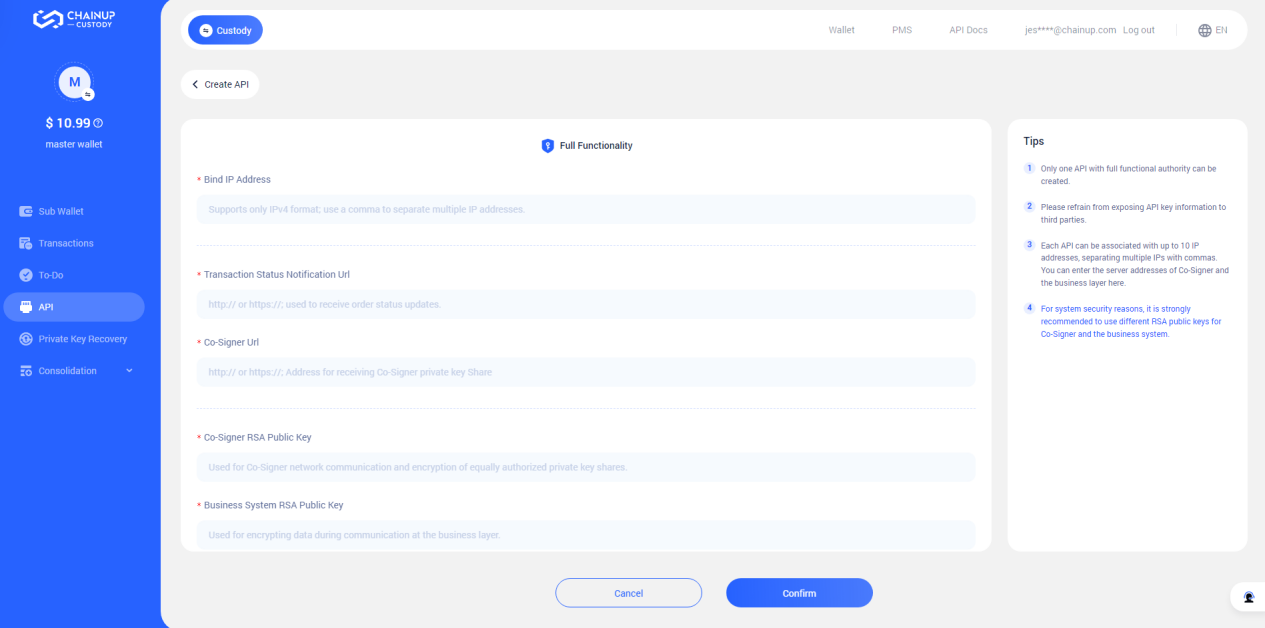 CHAINUP
CUSTODY
Custody
Wallet
PMS
API Docs
jes****@chainup.com
Log out
EN
M
$ 10.99
master wallet
Sub Wallet
Transactions
To-Do
API
Private Key Recovery
Consolidation
Create API
Full Functionality
* Bind IP Address
Supports only IPv4 format; use a comma to separate multiple IP addresses.
* Transaction Status Notification Url
http:// or https://; used to receive order status updates.
* Co-Signer Url
http:// or https://; Address for receiving Co-Signer private key Share
* Co-Signer RSA Public Key
Used for Co-Signer network communication and encryption of equally authorized private key shares.
* Business System RSA Public Key
Used for encrypting data during communication at the business layer.
Cancel
Confirm
Tips
1 Only one API with full functional authority can be
created.
2 Please refrain from exposing API key information to
third parties.
3 Each API can be associated with up to 10 IP
addresses, separating multiple IPs with commas.
You can enter the server addresses of Co-Signer and
the business layer here.
4 For system security reasons, it is strongly
recommended to use different RSA public keys for
Co-Signer and the business system.